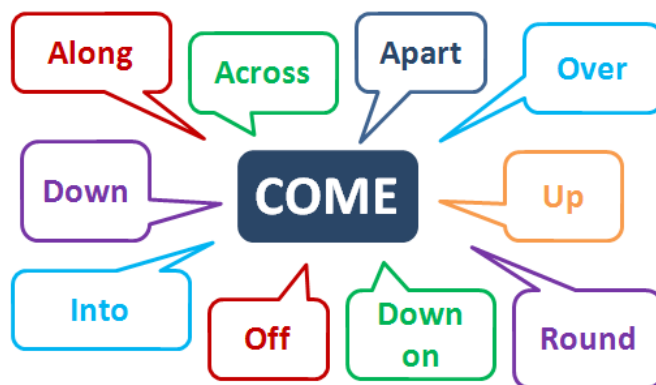 Along
Across
Apart
Over
Down
COME
Up
Into
Off
Down
on
Round